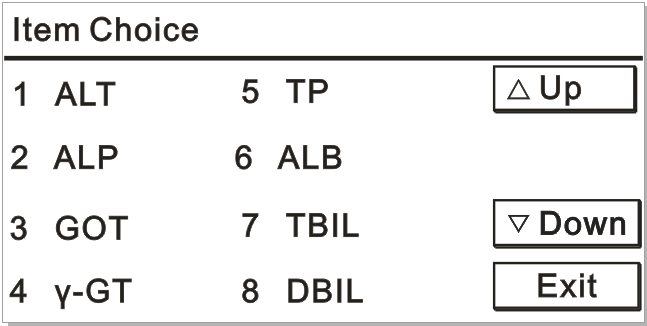 Item Choice
1 ALT 5 TP △ Up
2 ALP 6 ALB
3 GOT 7 TBIL ▽ Down
4 γ-GT 8 DBIL Exit